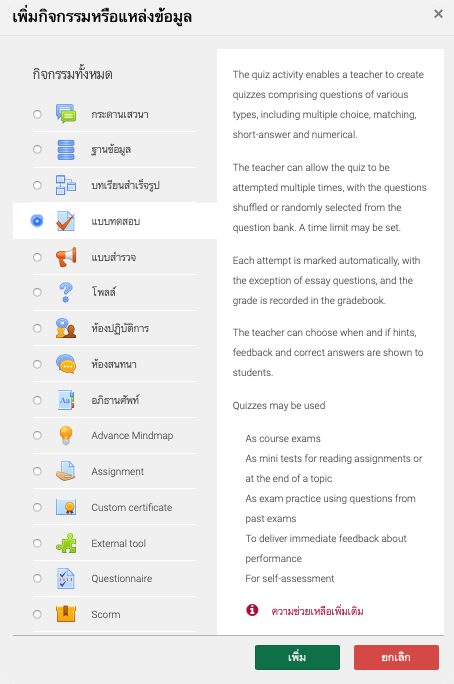 เพิ่มกิจกรรมหรือแหล่งข้อมูล
×
กิจกรรมทั้งหมด
กระดานเสวนา
ฐานข้อมูล
บทเรียนสำเร็จรูป
แบบทดสอบ
แบบสำรวจ
โพลล์
ห้องปฏิบัติการ
ห้องสนทนา
อภิธานศัพท์
Advance Mindmap
Assignment
Custom certificate
External tool
Questionnaire
Scorm
The quiz activity enables a teacher to create
quizzes comprising questions of various
types, including multiple choice, matching,
short-answer and numerical.
The teacher can allow the quiz to be
attempted multiple times, with the questions
shuffled or randomly selected from the
question bank. A time limit may be set.
Each attempt is marked automatically, with
the exception of essay questions, and the
grade is recorded in the gradebook.
The teacher can choose when and if hints,
feedback and correct answers are shown to
students.
Quizzes may be used
As course exams
As mini tests for reading assignments or
at the end of a topic
As exam practice using questions from
past exams
To deliver immediate feedback about
performance
For self-assessment
ความช่วยเหลือเพิ่มเติม
เพิ่ม
ยกเลิก